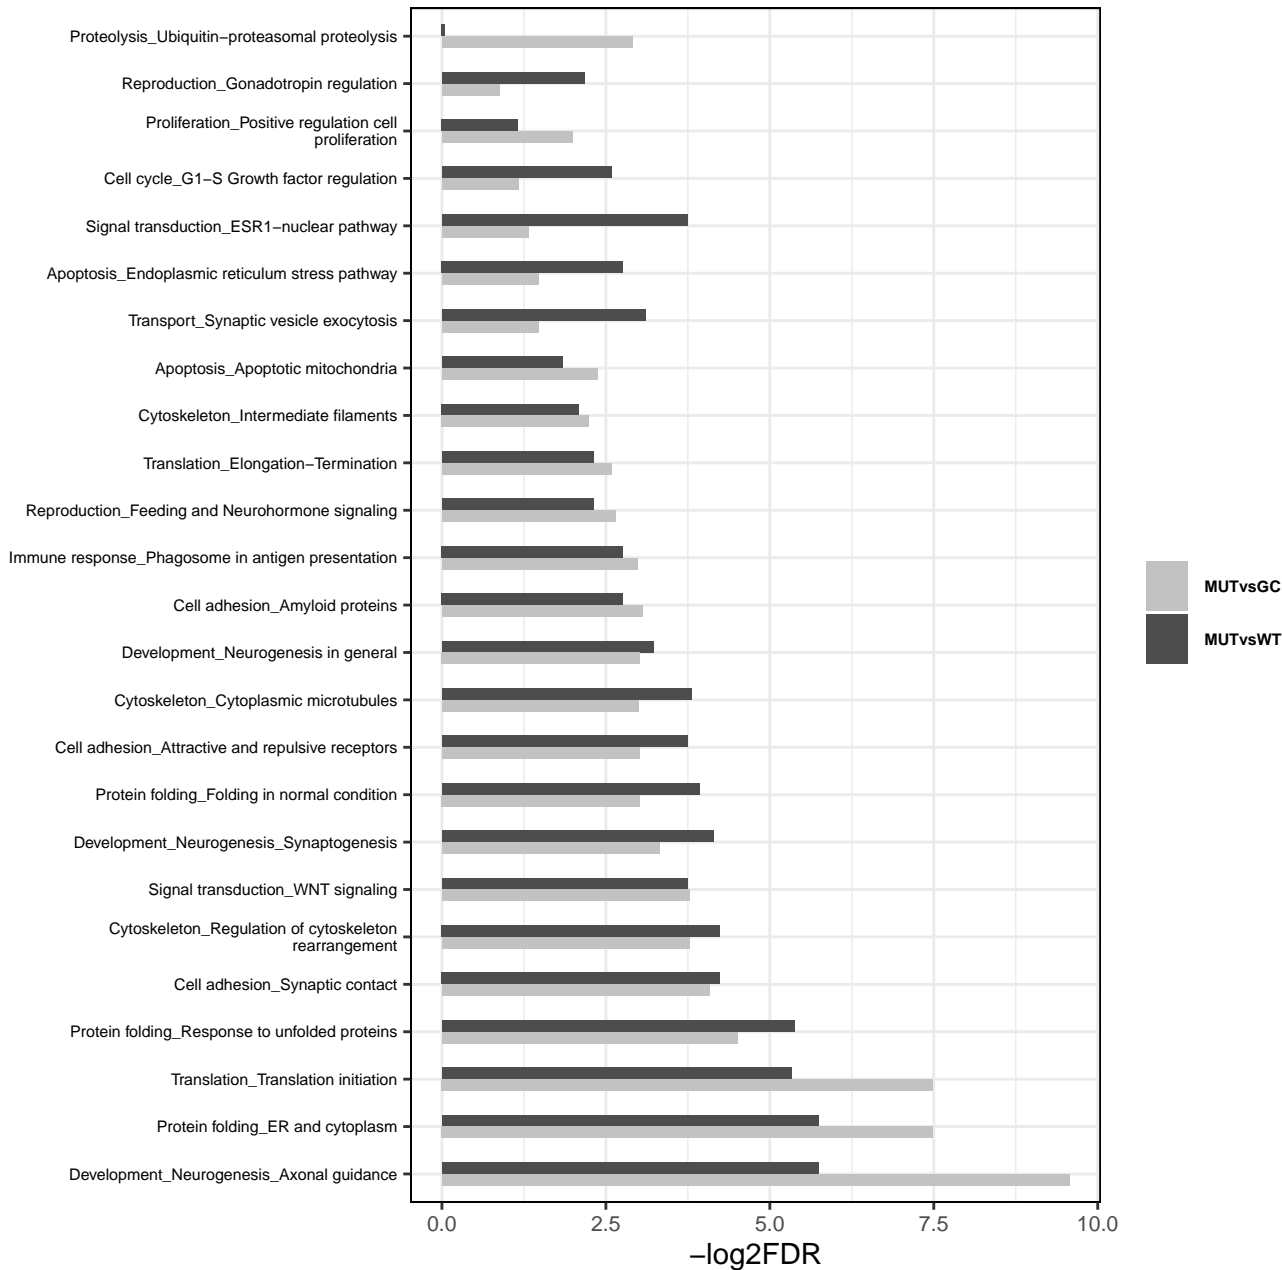 Proteolysis_Ubiquitin−proteasomal proteolysis
Reproduction_Gonadotropin regulation
Proliferation_Positive regulation cell
proliferation
Cell cycle_G1−S Growth factor regulation
Signal transduction_ESR1−nuclear pathway
Apoptosis_Endoplasmic reticulum stress pathway
Transport_Synaptic vesicle exocytosis
Apoptosis_Apoptotic mitochondria
Cytoskeleton_Intermediate filaments
Translation_Elongation−Termination
Reproduction_Feeding and Neurohormone signaling
Immune response_Phagosome in antigen presentation
Cell adhesion_Amyloid proteins
Development_Neurogenesis in general
Cytoskeleton_Cytoplasmic microtubules
Cell adhesion_Attractive and repulsive receptors
Protein folding_Folding in normal condition
Development_Neurogenesis_Synaptogenesis
Signal transduction_WNT signaling
Cytoskeleton_Regulation of cytoskeleton
rearrangement
Cell adhesion_Synaptic contact
Protein folding_Response to unfolded proteins
Translation_Translation initiation
Protein folding_ER and cytoplasm
Development_Neurogenesis_Axonal guidance
0.0 2.5 5.0 7.5 10.0
−log2FDR
MUTvsGC
MUTvsWT